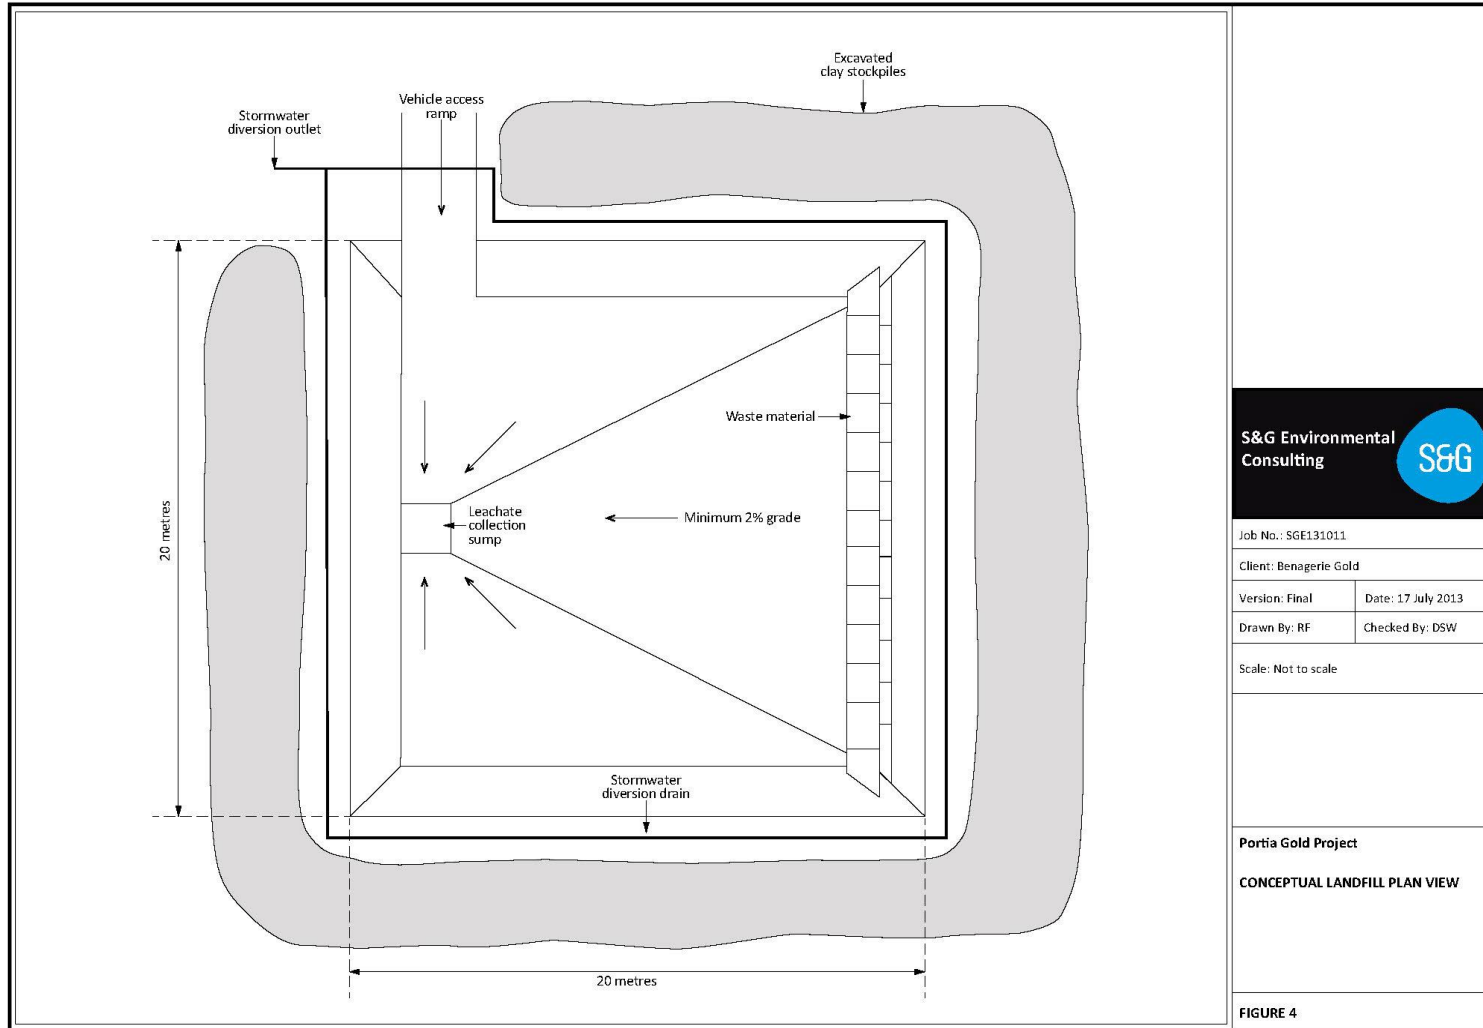 Excavated
clay stockpiles
Vehicle access
ramp
Stormwater
diversion outlet
Waste material
Leachate
collection
sump
Minimum 2% grade
20 metres
Stormwater
diversion drain
20 metres
S&G Environmental
Consulting
S&G
Job No.: SGE131011
Client: Benagerie Gold
Version: Final
Date: 17 July 2013
Drawn By: RF
Checked By: DSW
Scale: Not to scale
Portia Gold Project
CONCEPTUAL LANDFILL PLAN VIEW
FIGURE 4